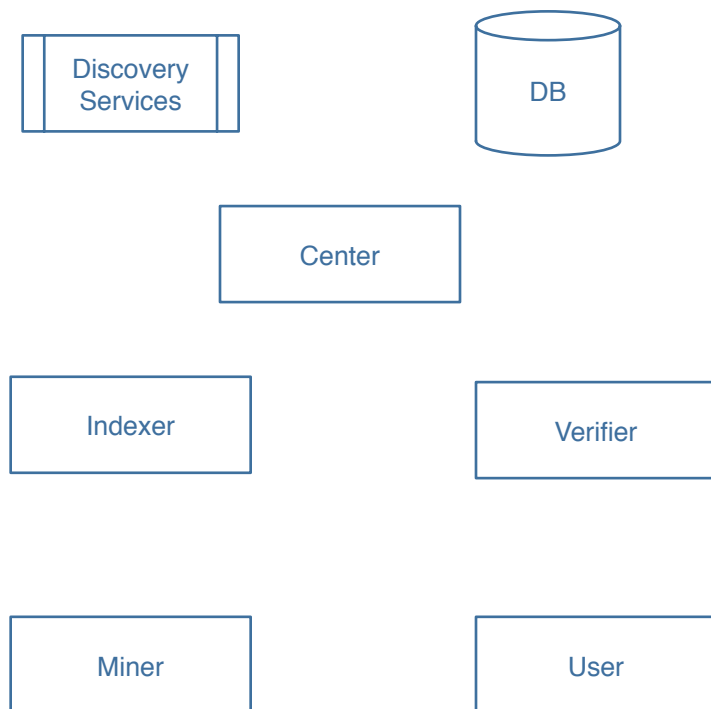 Discovery
Services
DB
Center
Indexer
Verifier
Miner
User